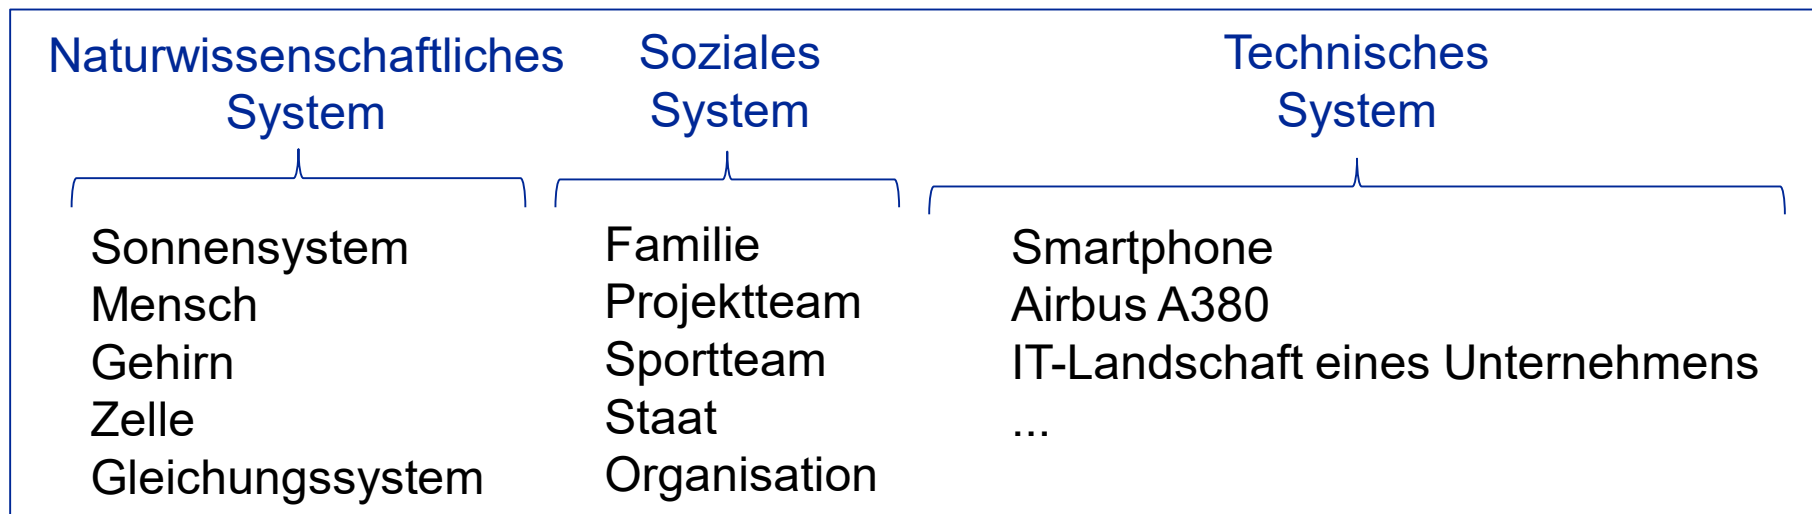 Naturwissenschaftliches
System
Sonnensystem
Mensch
Gehirn
Zelle
Gleichungssystem
Soziales
System
Familie
Projektteam
Sportteam
Staat
Organisation
Technisches
System
Smartphone
Airbus A380
IT-Landschaft eines Unternehmens
...